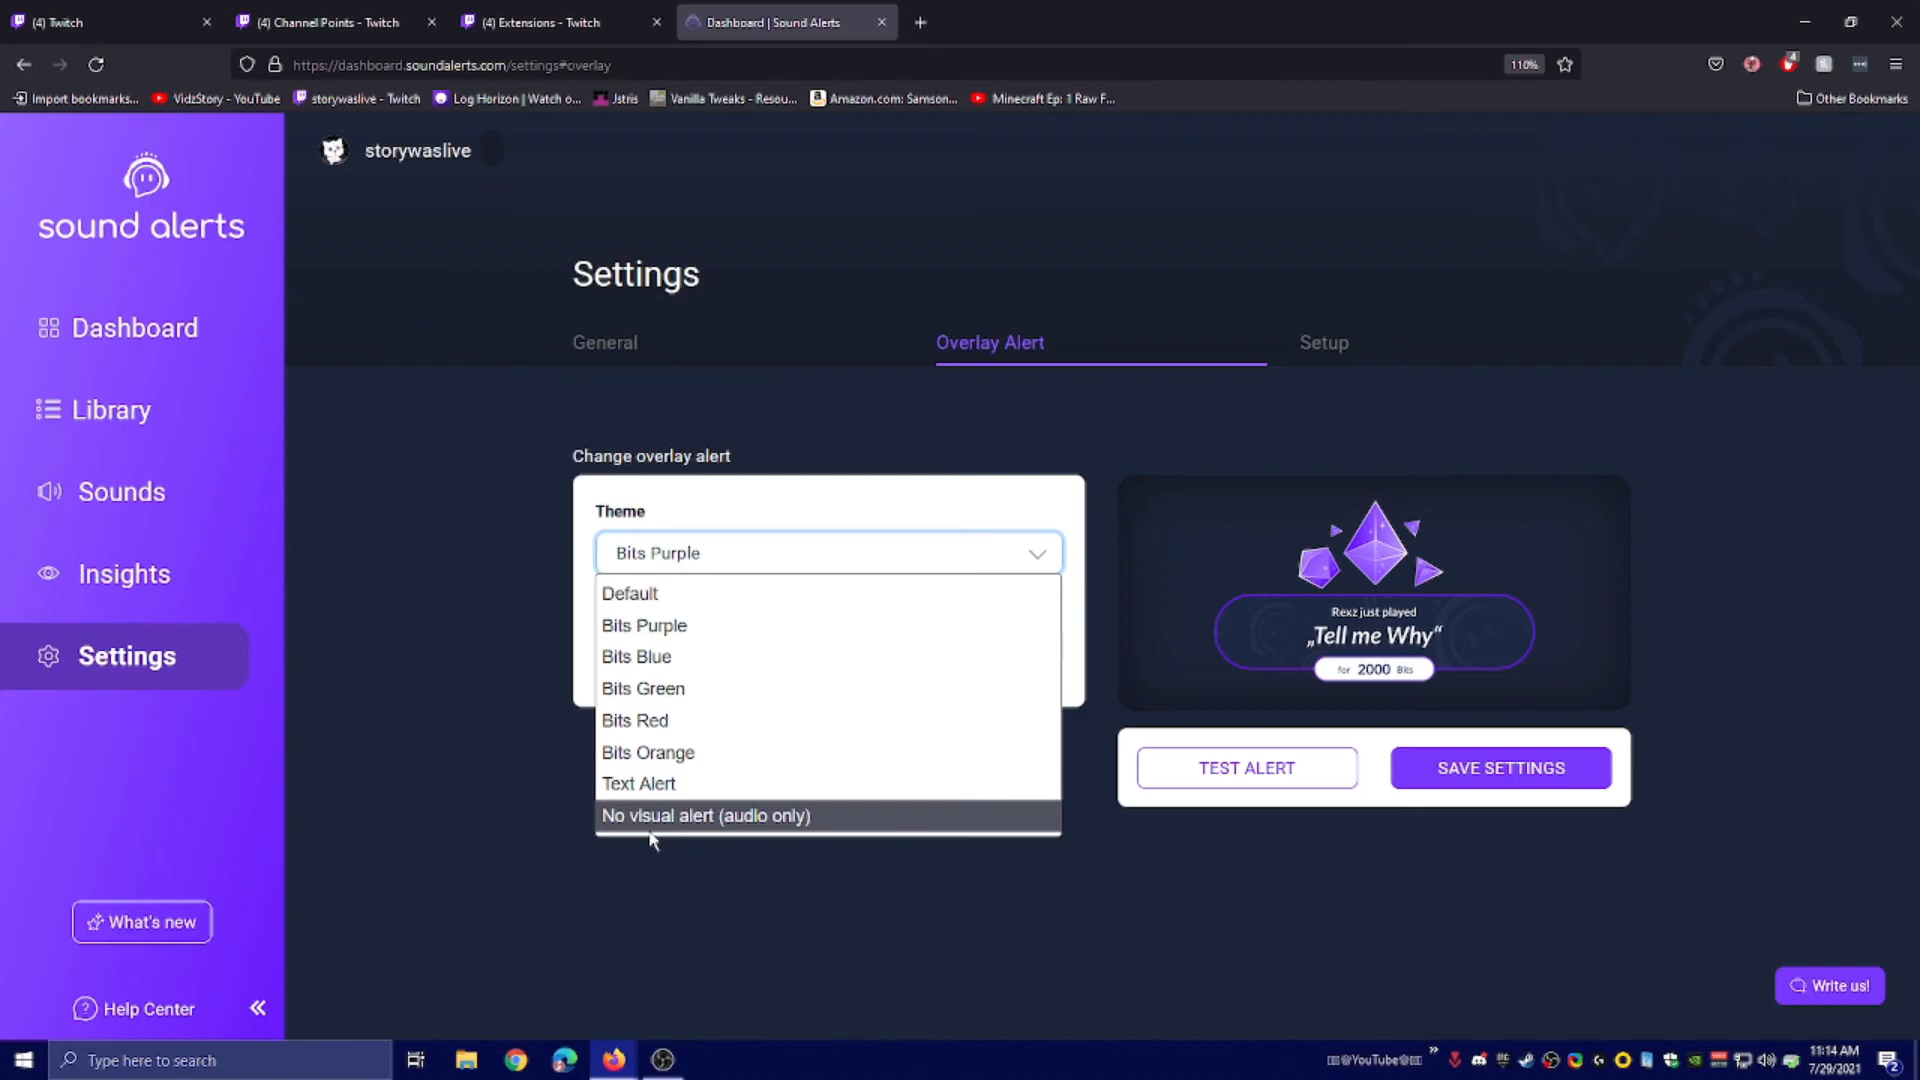 (4) Twitch
(4) Channel Points - Twitch
(4) Extensions - Twitch
Dashboard | Sound Alerts
https://dashboard.soundalerts.com/settings#overlay
110%
4
Import bookmarks...
VidzStory - YouTube
storywaslive - Twitch
Log Horizon | Watch o...
Jstris
Vanilla Tweaks - Resou...
Amazon.com: Samson...
Minecraft Ep: 1 Raw F...
Other Bookmarks
sound alerts
storywaslive
Dashboard
Library
Sounds
Insights
Settings
What's new
Help Center
Settings
General
Overlay Alert
Setup
Change overlay alert
Theme
Bits Purple
Default
Bits Purple
Bits Blue
Bits Green
Bits Red
Bits Orange
Text Alert
No visual alert (audio only)
Rexz just played
„Tell me Why“
for 2000 Bits
TEST ALERT
SAVE SETTINGS
Write us!
Type here to search
YouTube
11:14 AM
7/29/2021
2